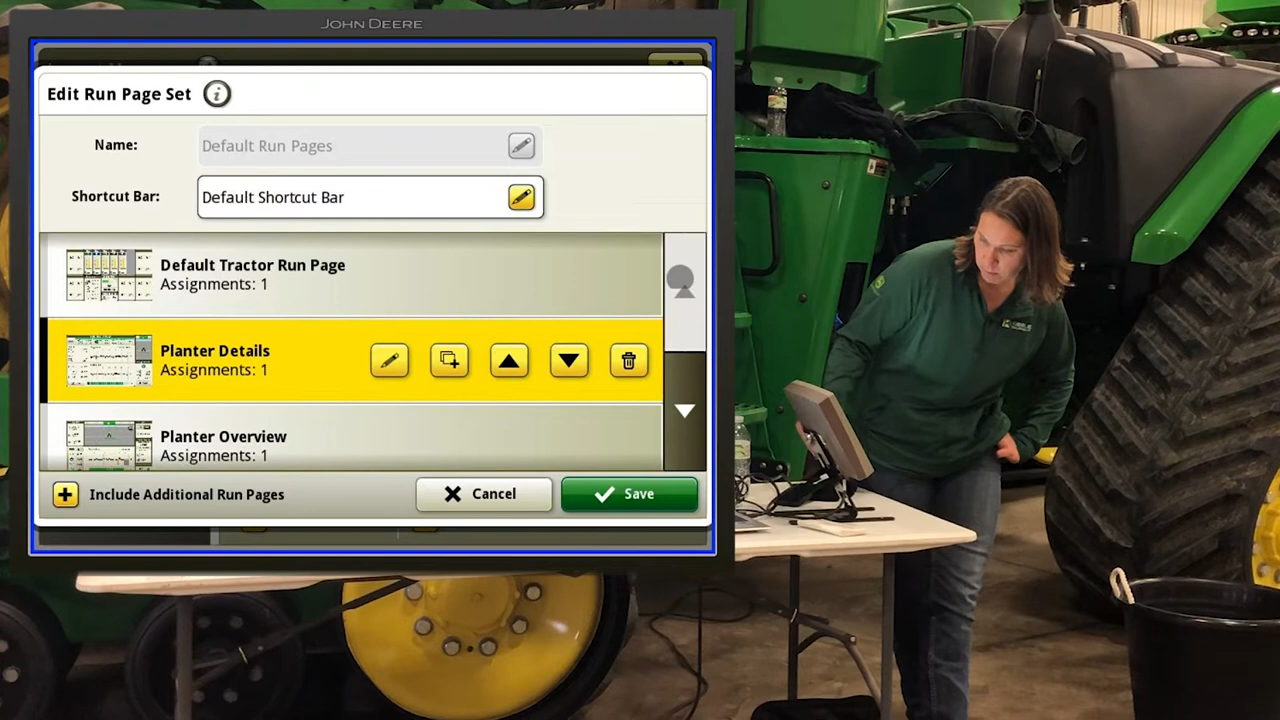 JOHN DEERE
Edit Run Page Set
Name:
Default Run Pages
Shortcut Bar:
Default Shortcut Bar
Default Tractor Run Page
Assignments: 1
Planter Details
Assignments: 1
Planter Overview
Assignments: 1
Include Additional Run Pages
Cancel
Save